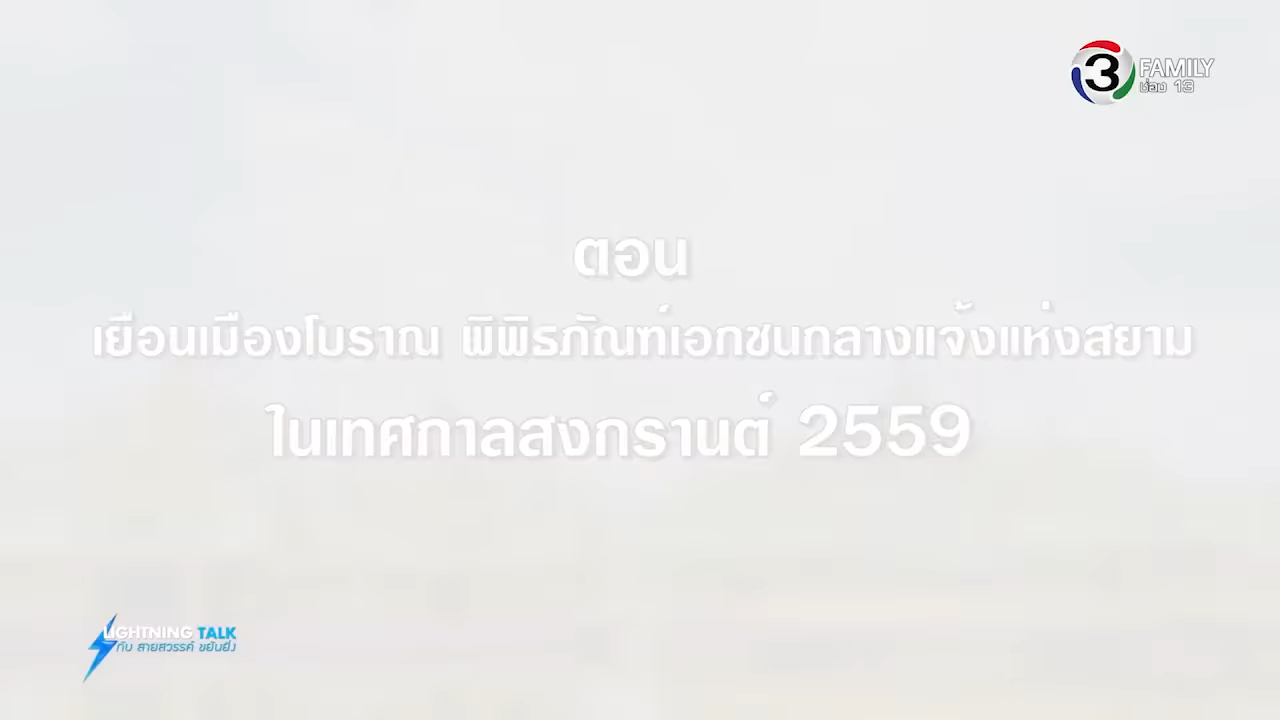 3 FAMILY
ช่อง 13
ตอน
เยือนเมืองโบราณ พิพิธภัณฑ์เอกชนกลางแจ้งแห่งสยาม
ในเทศกาลสงกรานต์ 2559
LIGHTNING TALK
กับ สายสวรรค์ ขยันยิ่ง